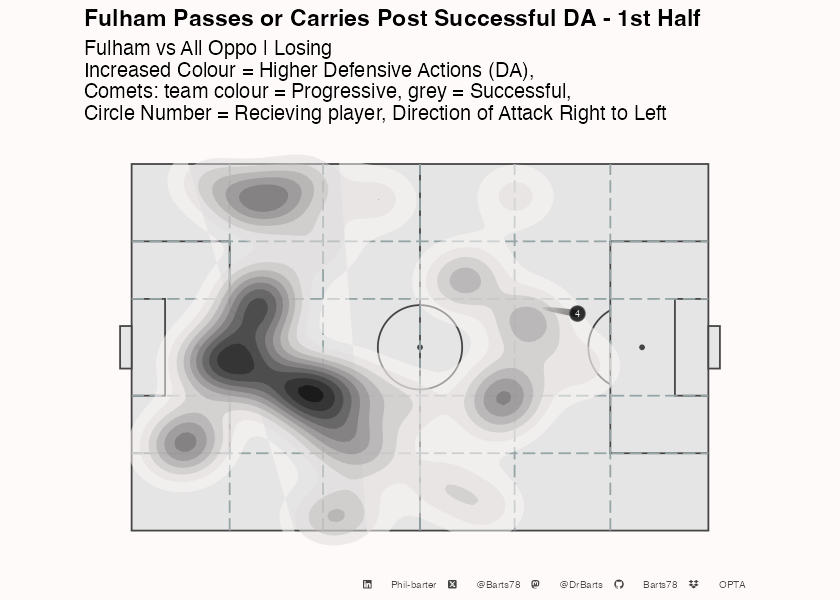 Fulham Passes or Carries Post Successful DA - 1st Half
Fulham vs All Oppo | Losing
Increased Colour = Higher Defensive Actions (DA),
Comets: team colour = Progressive, grey = Successful,
Circle Number = Recieving player, Direction of Attack Right to Left
4
Phil-barter @Barts78 @DrBarts Barts78 OPTA